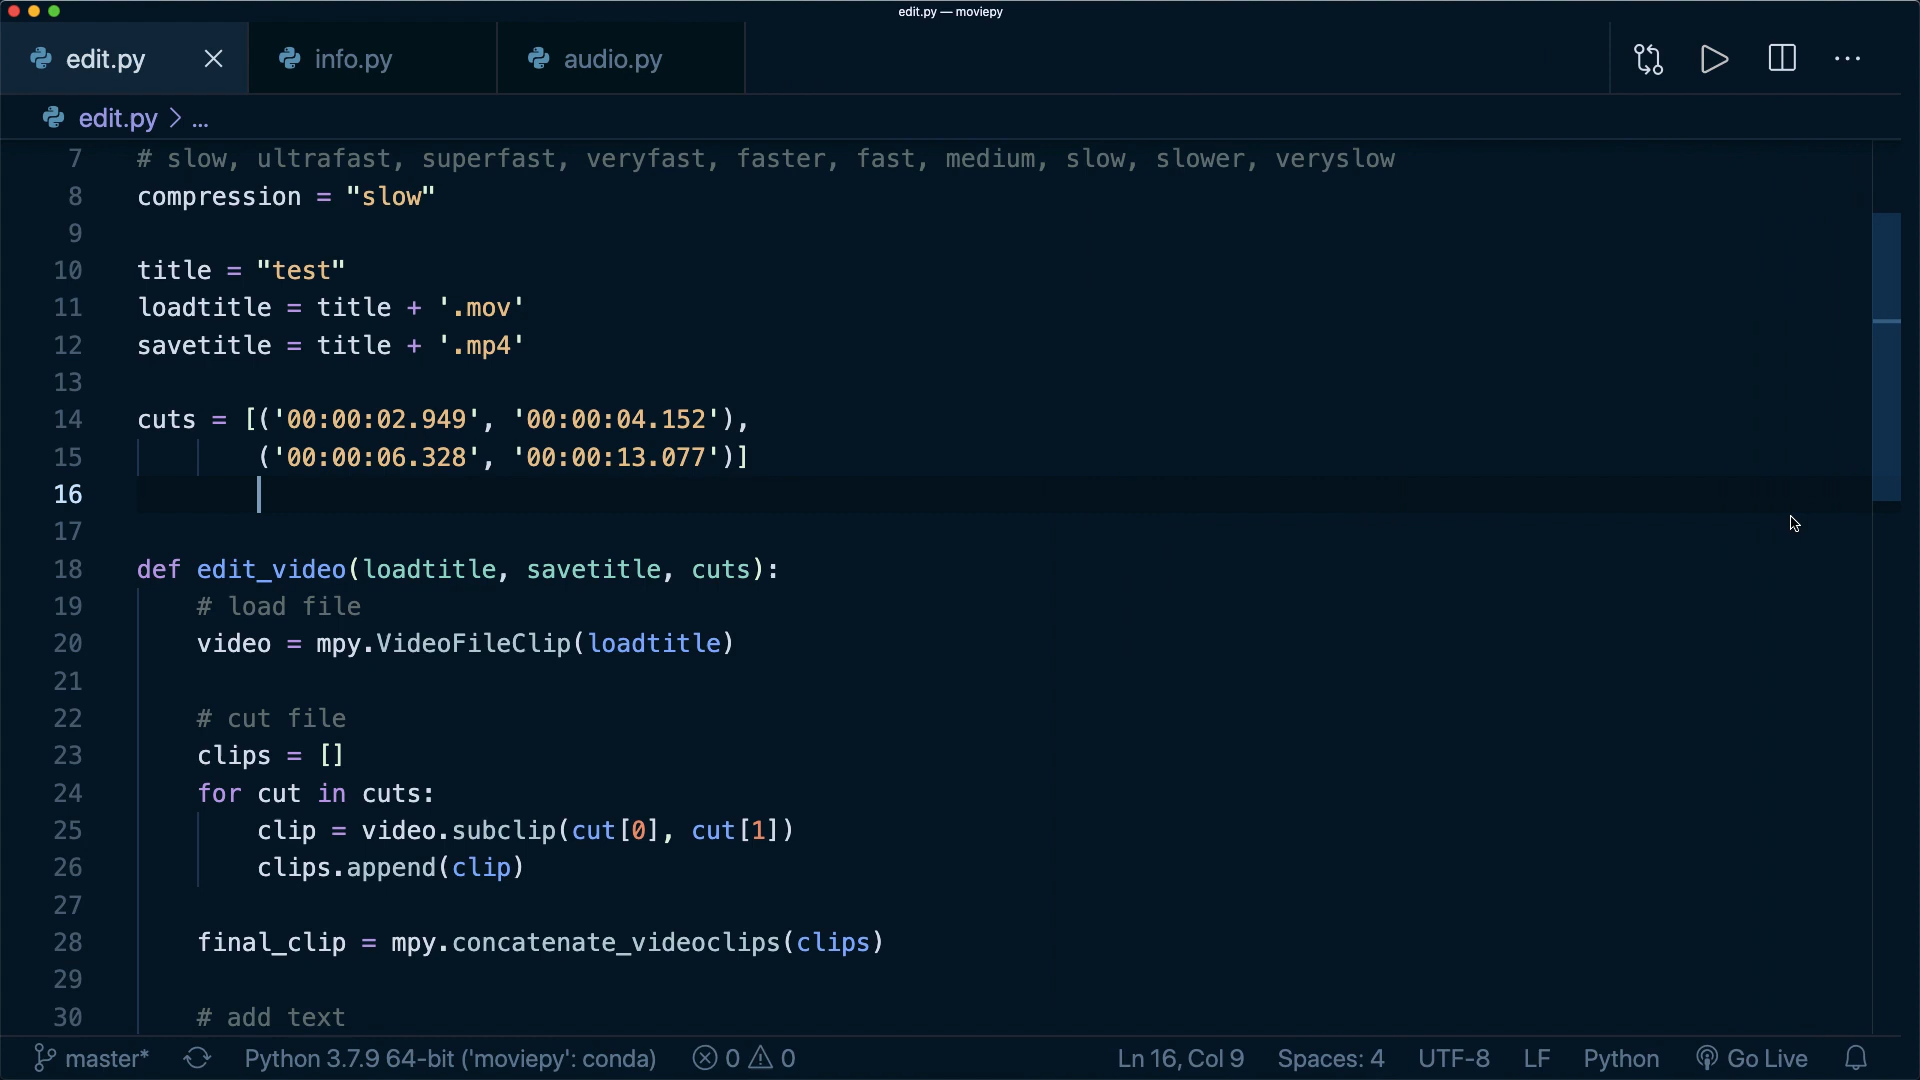 edit.py — moviepy
edit.py info.py audio.py
edit.py > ...
7 # slow, ultrafast, superfast, veryfast, faster, fast, medium, slow, slower, veryslow
8 compression = "slow"
9
10 title = "test"
11 loadtitle = title + '.mov'
12 savetitle = title + '.mp4'
13
14 cuts = [('00:00:02.949', '00:00:04.152'),
15 ('00:00:06.328', '00:00:13.077')]
16
17
18 def edit_video(loadtitle, savetitle, cuts):
19 # load file
20 video = mpy.VideoFileClip(loadtitle)
21
22 # cut file
23 clips = []
24 for cut in cuts:
25 clip = video.subclip(cut[0], cut[1])
26 clips.append(clip)
27
28 final_clip = mpy.concatenate_videoclips(clips)
29
30 # add text
master* Python 3.7.9 64-bit ('moviepy': conda) 0 0 Ln 16, Col 9 Spaces: 4 UTF-8 LF Python Go Live